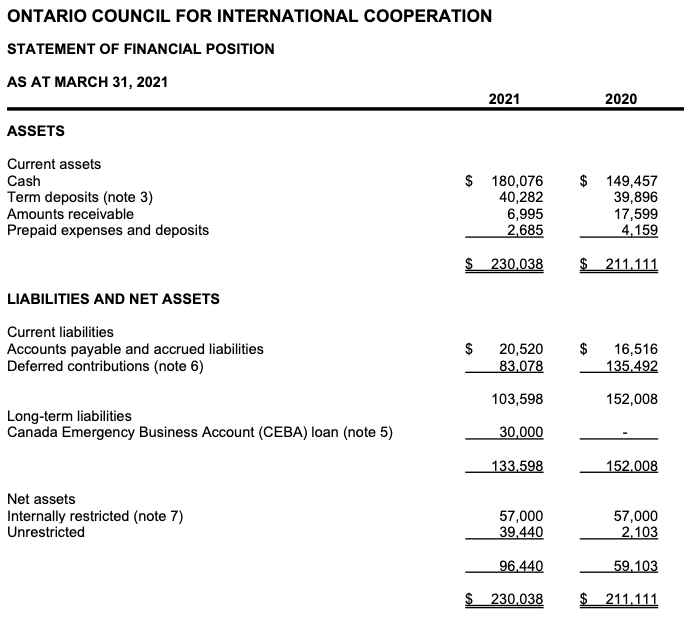 ONTARIO COUNCIL FOR INTERNATIONAL COOPERATION
STATEMENT OF FINANCIAL POSITION
AS AT MARCH 31, 2021
2021 2020
ASSETS
Current assets
Cash $ 180,076 $ 149,457
Term deposits (note 3) 40,282 39,896
Amounts receivable 6,995 17,599
Prepaid expenses and deposits 2,685 4,159
$ 230,038 $ 211,111
LIABILITIES AND NET ASSETS
Current liabilities
Accounts payable and accrued liabilities $ 20,520 $ 16,516
Deferred contributions (note 6) 83,078 135,492
103,598 152,008
Long-term liabilities
Canada Emergency Business Account (CEBA) loan (note 5) 30,000 -
133,598 152,008
Net assets
Internally restricted (note 7) 57,000 57,000
Unrestricted 39,440 2,103
96,440 59,103
$ 230,038 $ 211,111